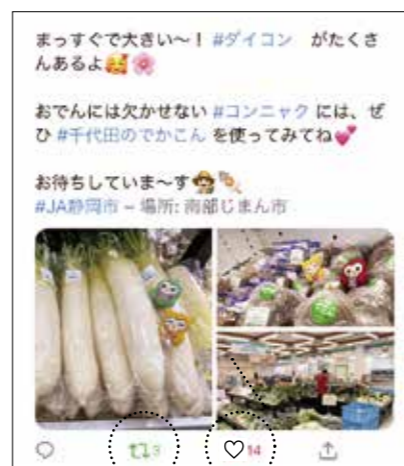 まっすぐで大きい〜！ #ダイコン がたくさ
んあるよ🥰🌸
おでんには欠かせない #コンニャク には、ぜ
ひ #千代田のでかこん を使ってみてね💕
お待ちしていま〜す
#JA静岡市 – 場所: 南部じまん市
3
14